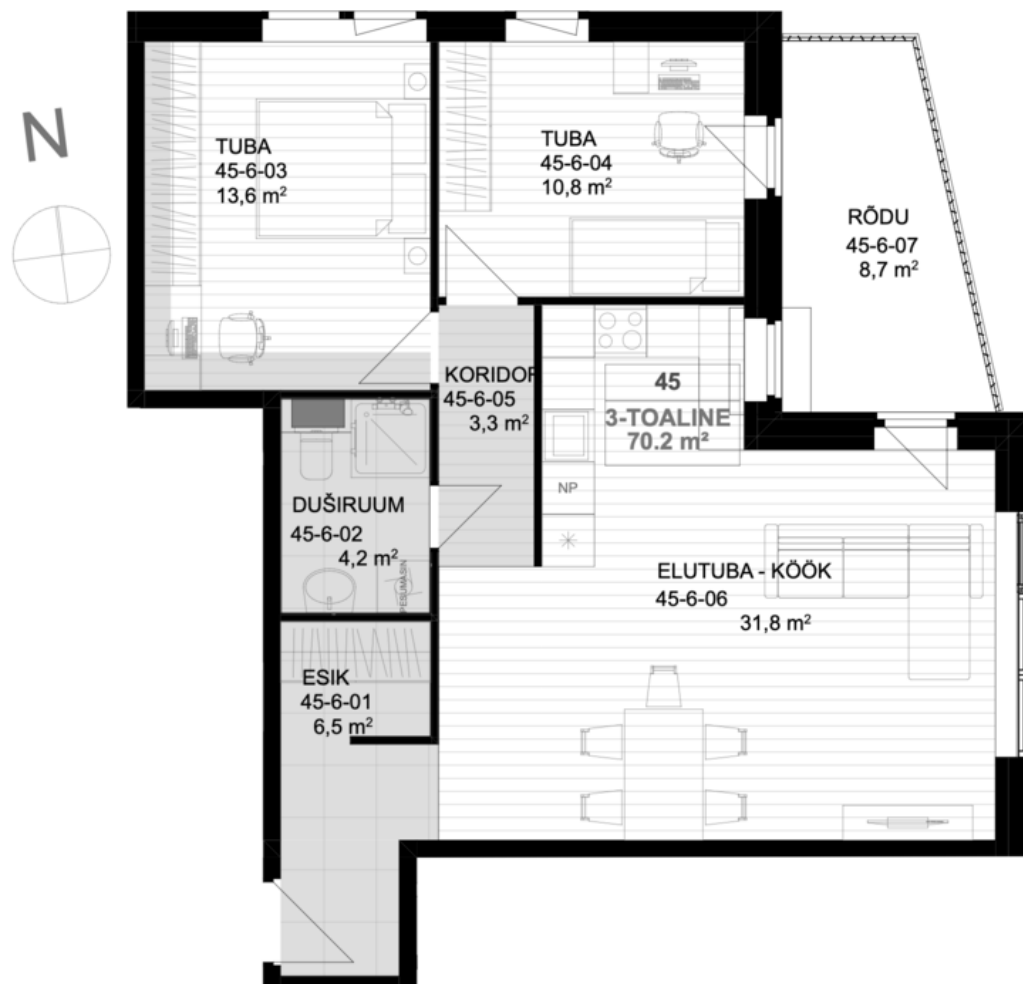 N
TUBA
45-6-03
13,6 m²
TUBA
45-6-04
10,8 m²
RÕDU
45-6-07
8,7 m²
KORIDOR
45-6-05
3,3 m²
45
3-TOALINE
70.2 m²
NP
DUŠIRUUM
45-6-02
4,2 m²
PESUMASIN
ELUTUBA - KÖÖK
45-6-06
31,8 m²
ESIK
45-6-01
6,5 m²